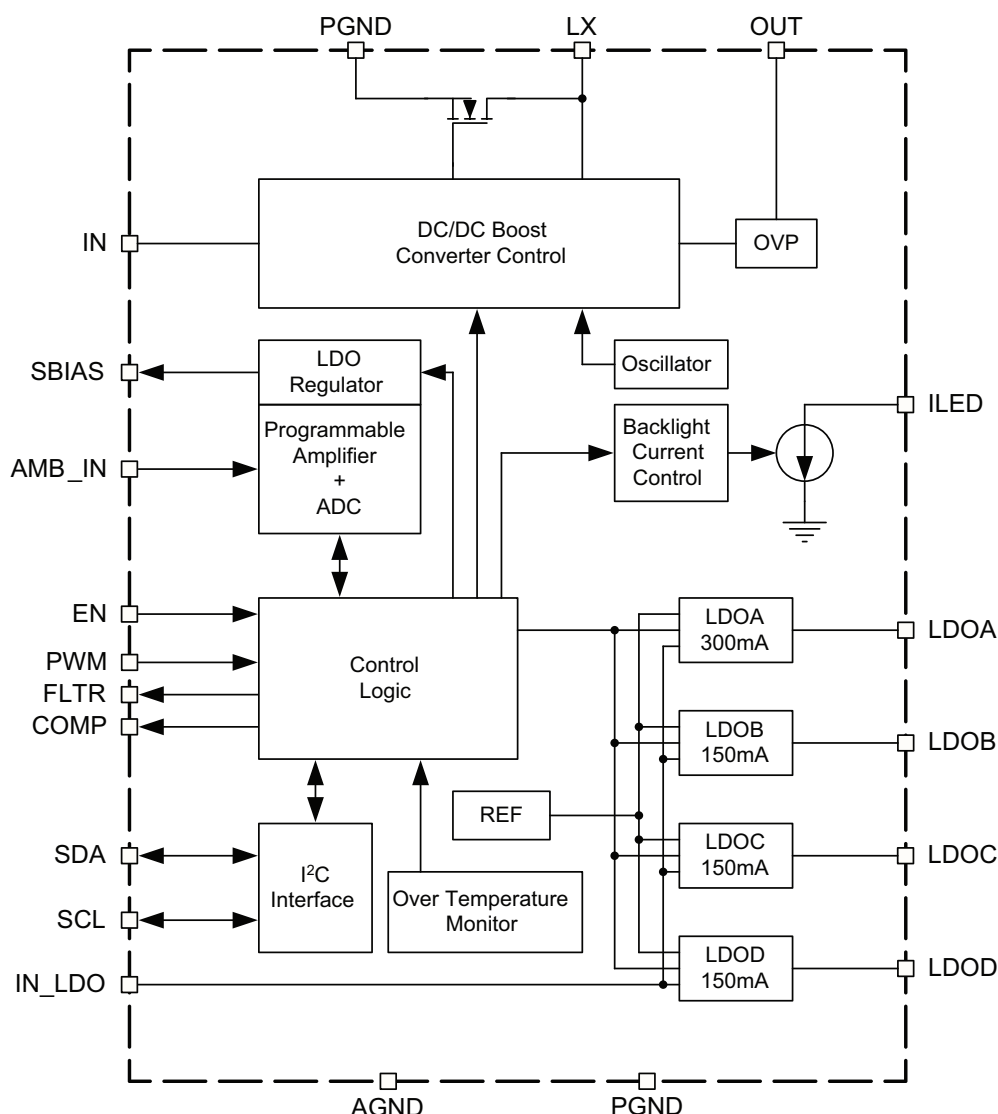 PGND
LX
OUT
IN
DC/DC Boost
Converter Control
OVP
SBIAS
LDO
Regulator
Oscillator
ILED
AMB_IN
Programmable
Amplifier
+
ADC
Backlight
Current
Control
EN
PWM
FLTR
COMP
Control
Logic
LDOA
300mA
LDOA
LDOB
150mA
LDOB
REF
LDOC
150mA
LDOC
SDA
SCL
I²C
Interface
Over Temperature
Monitor
LDOD
150mA
LDOD
IN_LDO
AGND
PGND